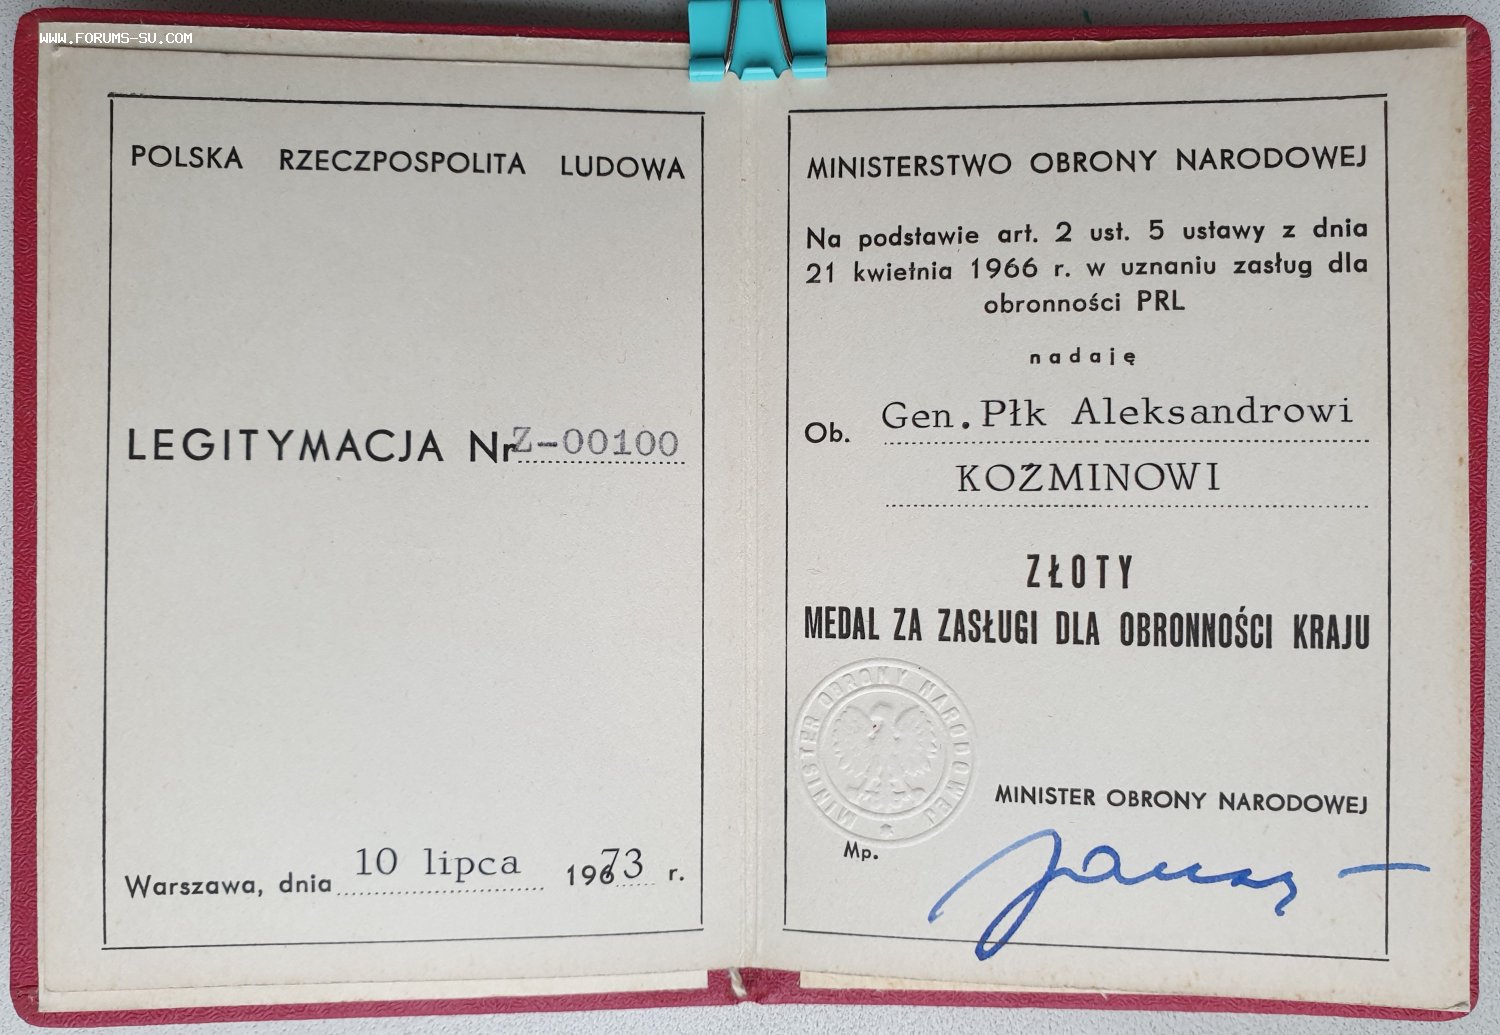 www.forums-su.com
POLSKA RZECZPOSPOLITA LUDOWA
LEGITYMACJA Nr Z-00100
Warszawa, dnia 10 lipca 19673 r.
MINISTERSTWO OBRONY NARODOWEJ
Na podstawie art. 2 ust. 5 ustawy z dnia
21 kwietnia 1966 r. w uznaniu zasług dla
obronności PRL
nadaję
Ob. Gen. Płk Aleksandrowi
KOŹMINOWI
ZŁOTY
MEDAL ZA ZASŁUGI DLA OBRONNOŚCI KRAJU
MINISTER OBRONY NARODOWEJ
MINISTER OBRONY NARODOWEJ
Mp.